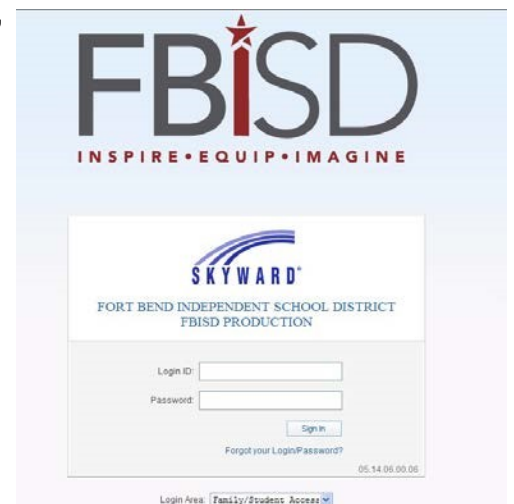 ,
FBISD
INSPIRE•EQUIP•IMAGINE
SKYWARD
FORT BEND INDEPENDENT SCHOOL DISTRICT
FBISD PRODUCTION
Login ID:
Password:
Sign In
Forgot your Login/Password?
05.14.06.00.06
Login Area: Family/Student Access